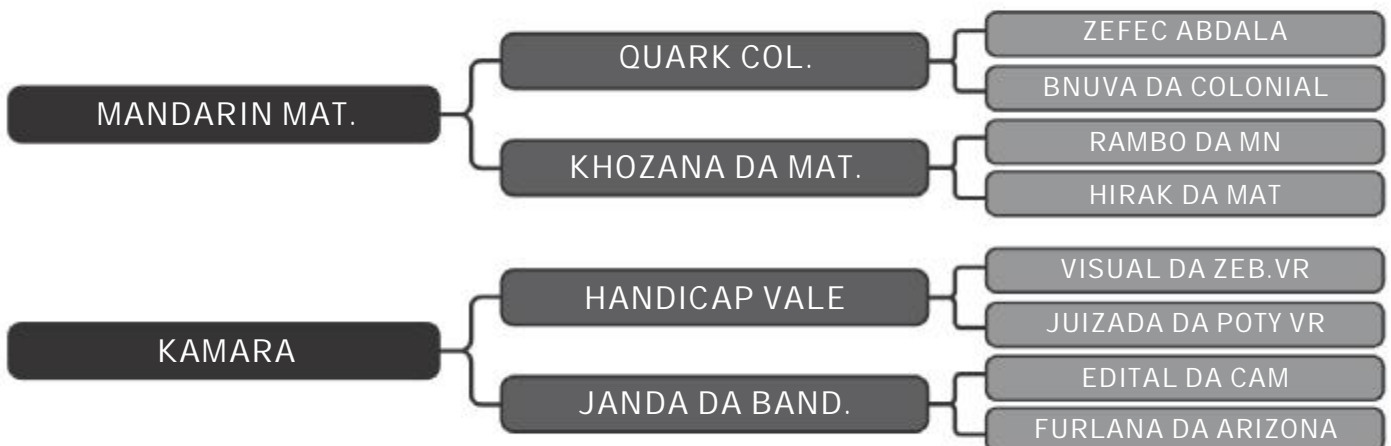 MANDARIN MAT.
QUARK COL.
ZEFEC ABDALA
BNUVA DA COLONIAL
KHOZANA DA MAT.
RAMBO DA MN
HIRAK DA MAT
KAMARA
HANDICAP VALE
VISUAL DA ZEB.VR
JUIZADA DA POTY VR
JANDA DA BAND.
EDITAL DA CAM
FURLANA DA ARIZONA